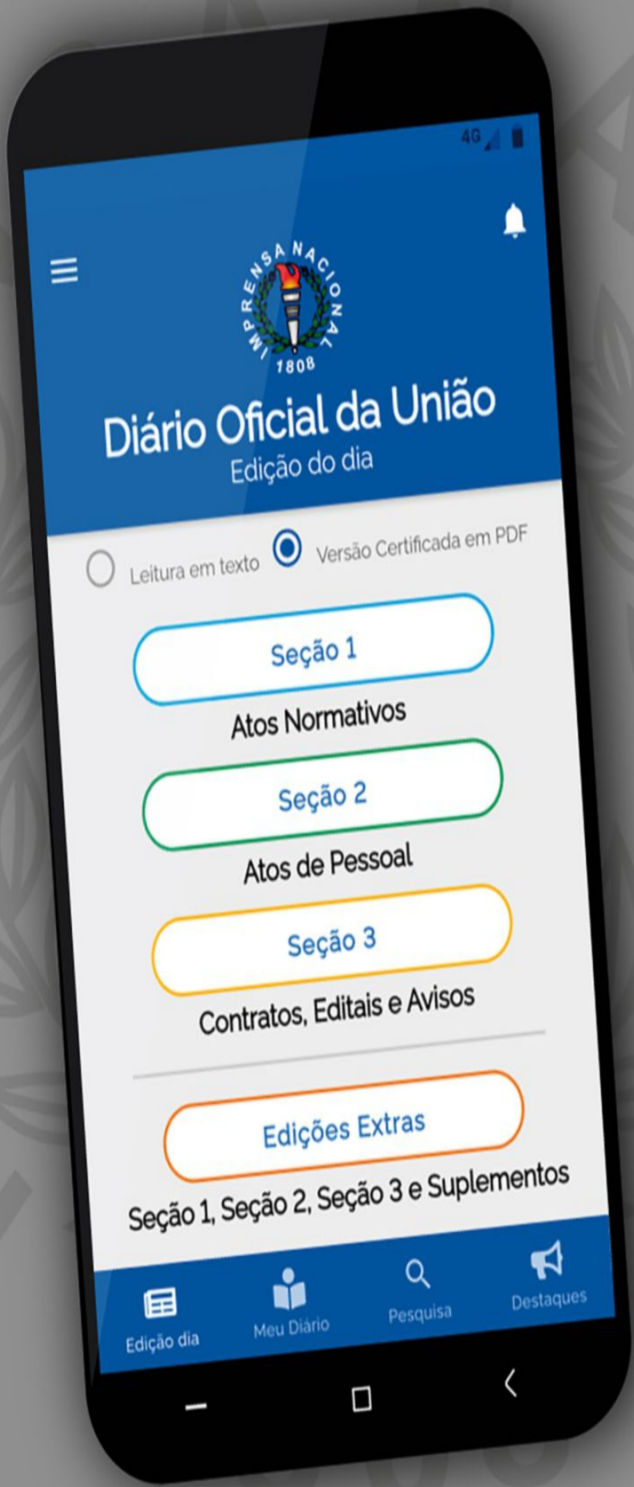 4G
IMPRENSA NACIONAL
1808
Diário Oficial da União
Edição do dia
Leitura em texto Versão Certificada em PDF
Seção 1
Atos Normativos
Seção 2
Atos de Pessoal
Seção 3
Contratos, Editais e Avisos
Edições Extras
Seção 1, Seção 2, Seção 3 e Suplementos
Edição dia Meu Diário Pesquisa Destaques